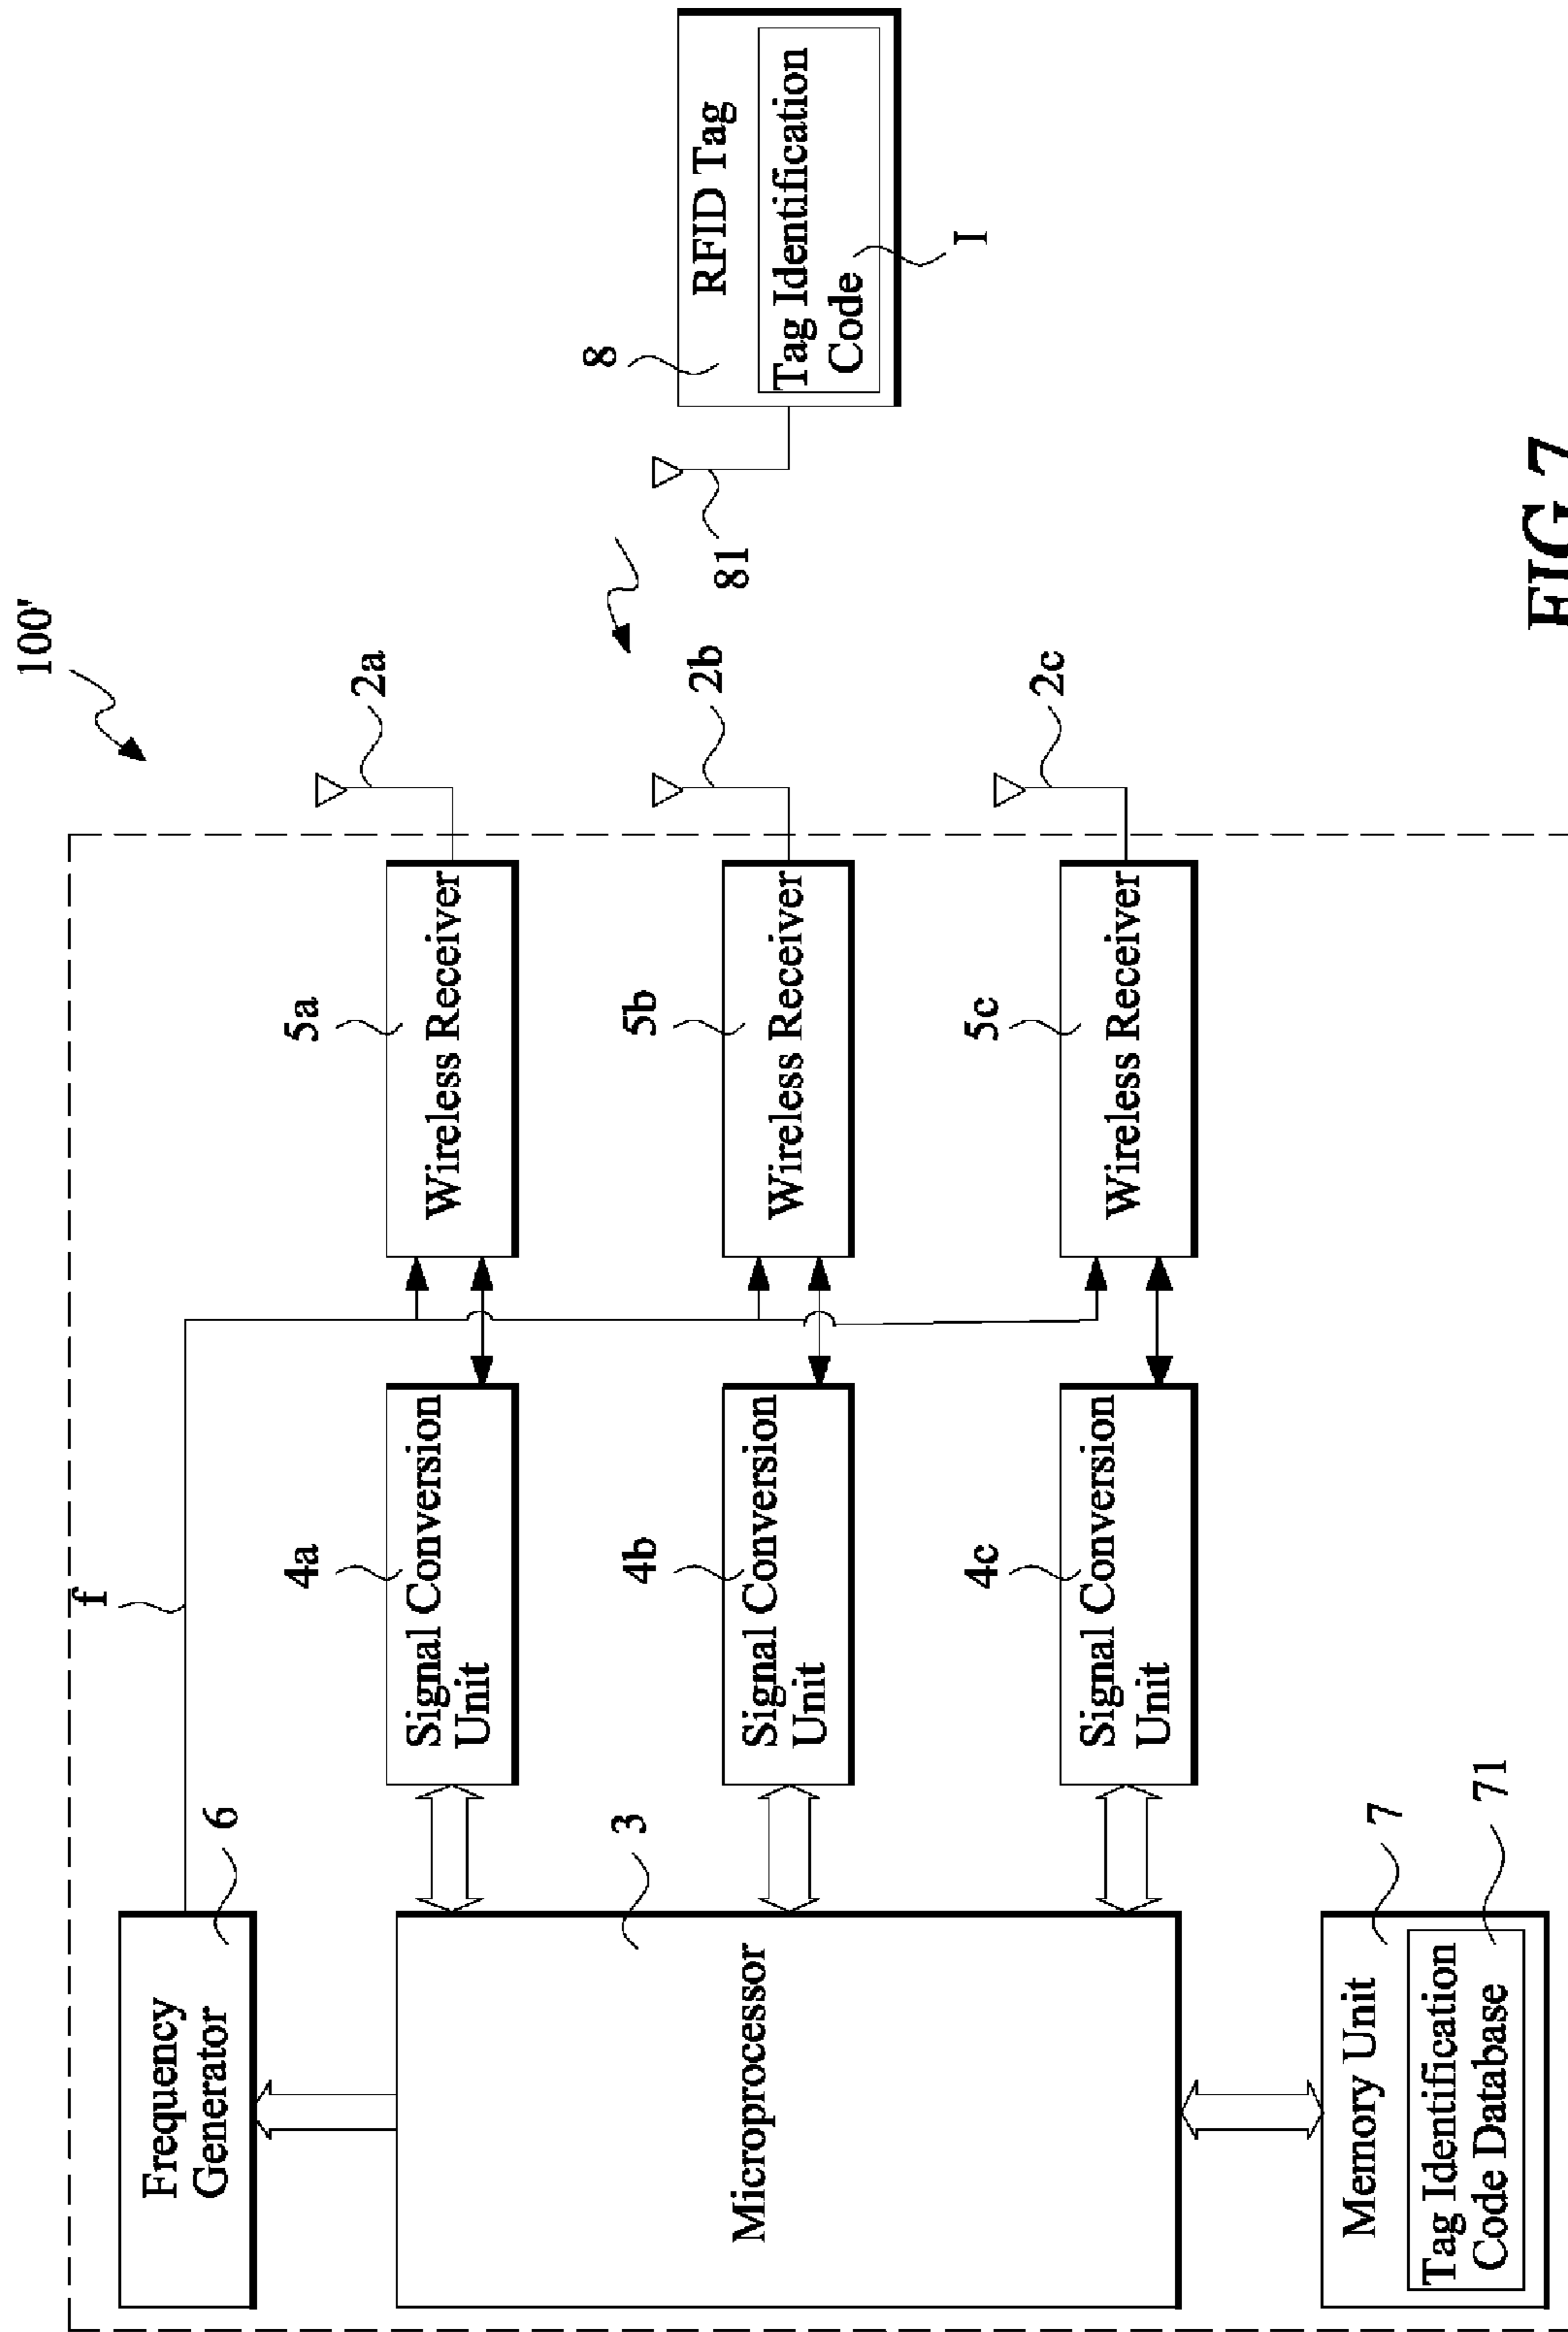 100'
f
Frequency
Generator
6
4a
Signal Conversion
Unit
5a
Wireless Receiver
2a
Microprocessor
3
4b
Signal Conversion
Unit
5b
Wireless Receiver
2b
81
8
RFID Tag
Tag Identification
Code
I
4c
Signal Conversion
Unit
5c
Wireless Receiver
2c
Memory Unit
7
Tag Identification
Code Database
71
FIG 7